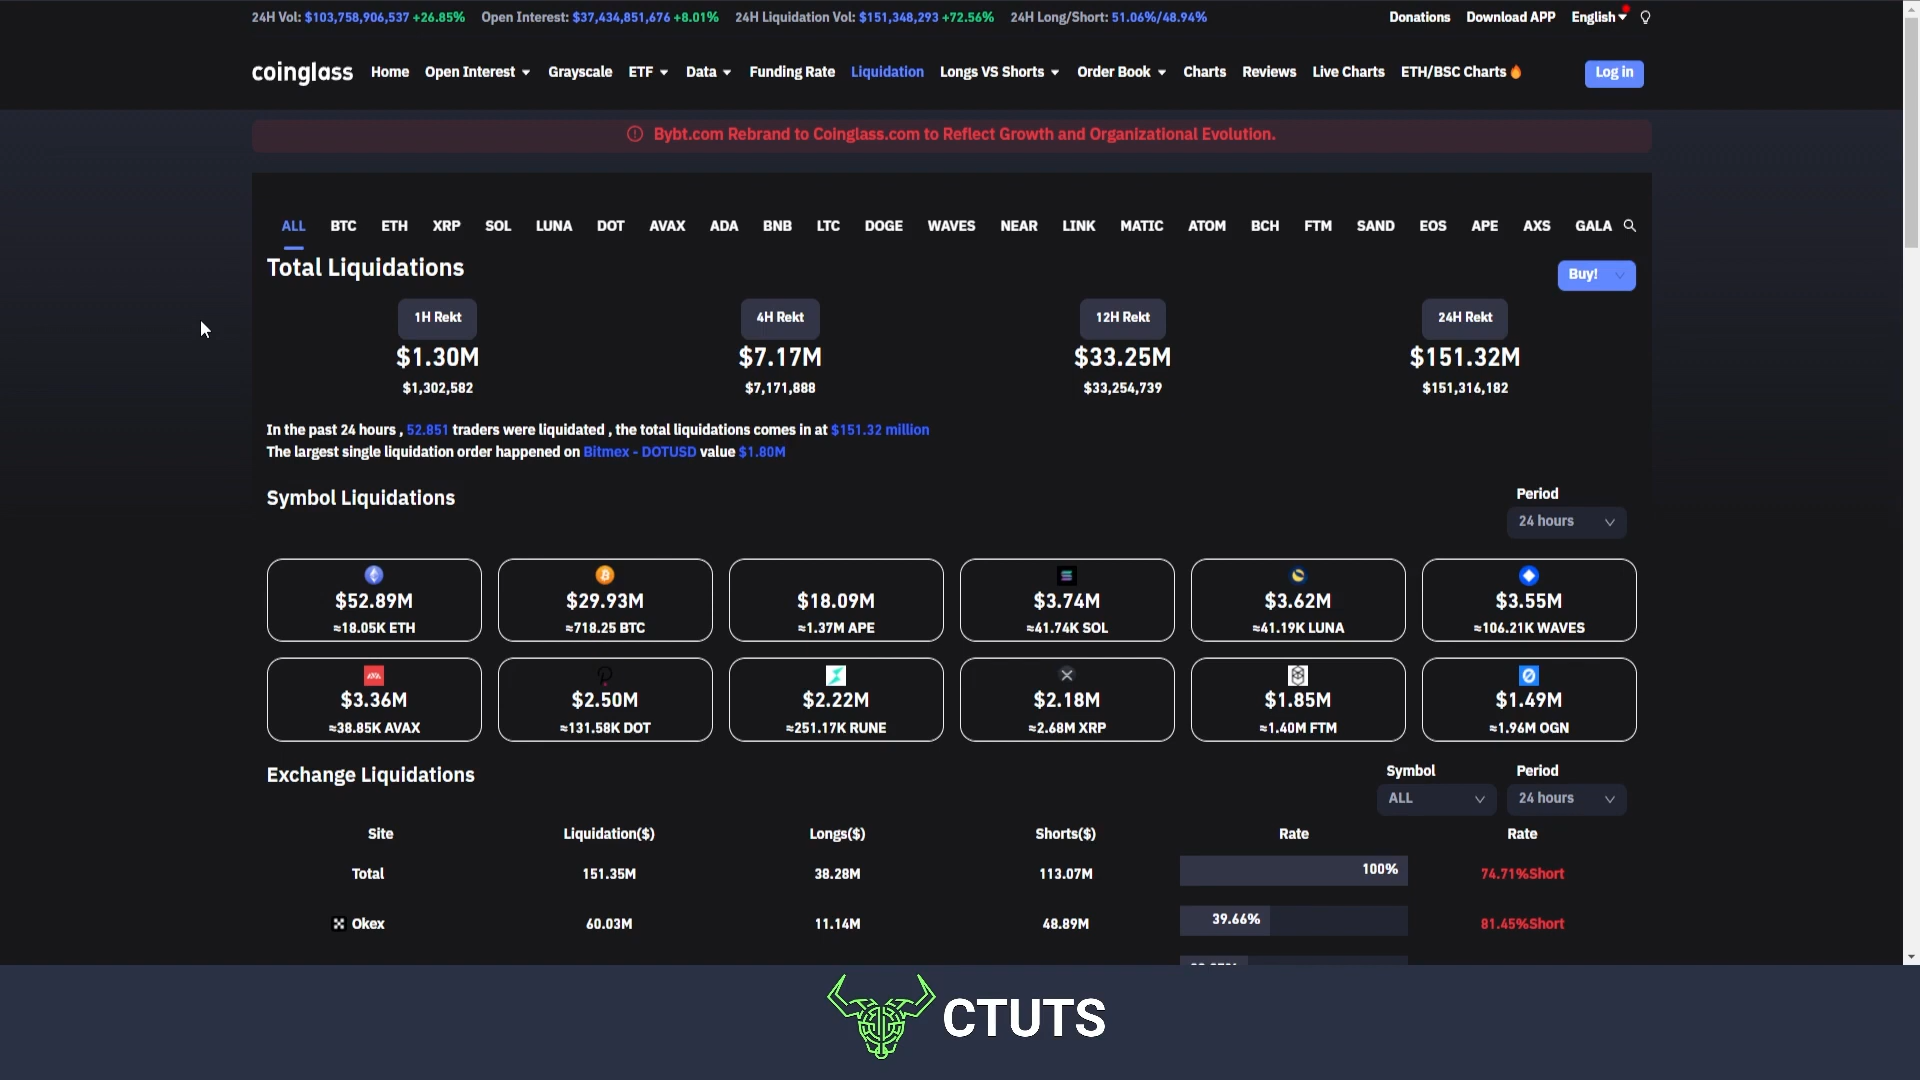 24H Vol: $103,758,906,537 +26.85% Open Interest: $37,434,851,676 +8.01% 24H Liquidation Vol: $151,348,293 +72.56% 24H Long/Short: 51.06%/48.94% Donations Download APP English
coinglass Home Open Interest Grayscale ETF Data Funding Rate Liquidation Longs VS Shorts Order Book Charts Reviews Live Charts ETH/BSC Charts Log in
Bybt.com Rebrand to Coinglass.com to Reflect Growth and Organizational Evolution.
ALL BTC ETH XRP SOL LUNA DOT AVAX ADA BNB LTC DOGE WAVES NEAR LINK MATIC ATOM BCH FTM SAND EOS APE AXS GALA
Total Liquidations
Buy!
1H Rekt 4H Rekt 12H Rekt 24H Rekt
$1.30M $7.17M $33.25M $151.32M
$1,302,582 $7,171,888 $33,254,739 $151,316,182
In the past 24 hours , 52.851 traders were liquidated , the total liquidations comes in at $151.32 million
The largest single liquidation order happened on Bitmex - DOTUSD value $1.80M
Symbol Liquidations
Period
24 hours
$52.89M $29.93M $18.09M $3.74M $3.62M $3.55M
≈18.05K ETH ≈718.25 BTC ≈1.37M APE ≈41.74K SOL ≈41.19K LUNA ≈106.21K WAVES
$3.36M $2.50M $2.22M $2.18M $1.85M $1.49M
≈38.85K AVAX ≈131.58K DOT ≈251.17K RUNE ≈2.68M XRP ≈1.40M FTM ≈1.96M OGN
Exchange Liquidations
Symbol Period
ALL 24 hours
Site Liquidation($) Longs($) Shorts($) Rate Rate
Total 151.35M 38.28M 113.07M 100% 74.71%Short
Okex 60.03M 11.14M 48.89M 39.66% 81.45%Short
CTUTS